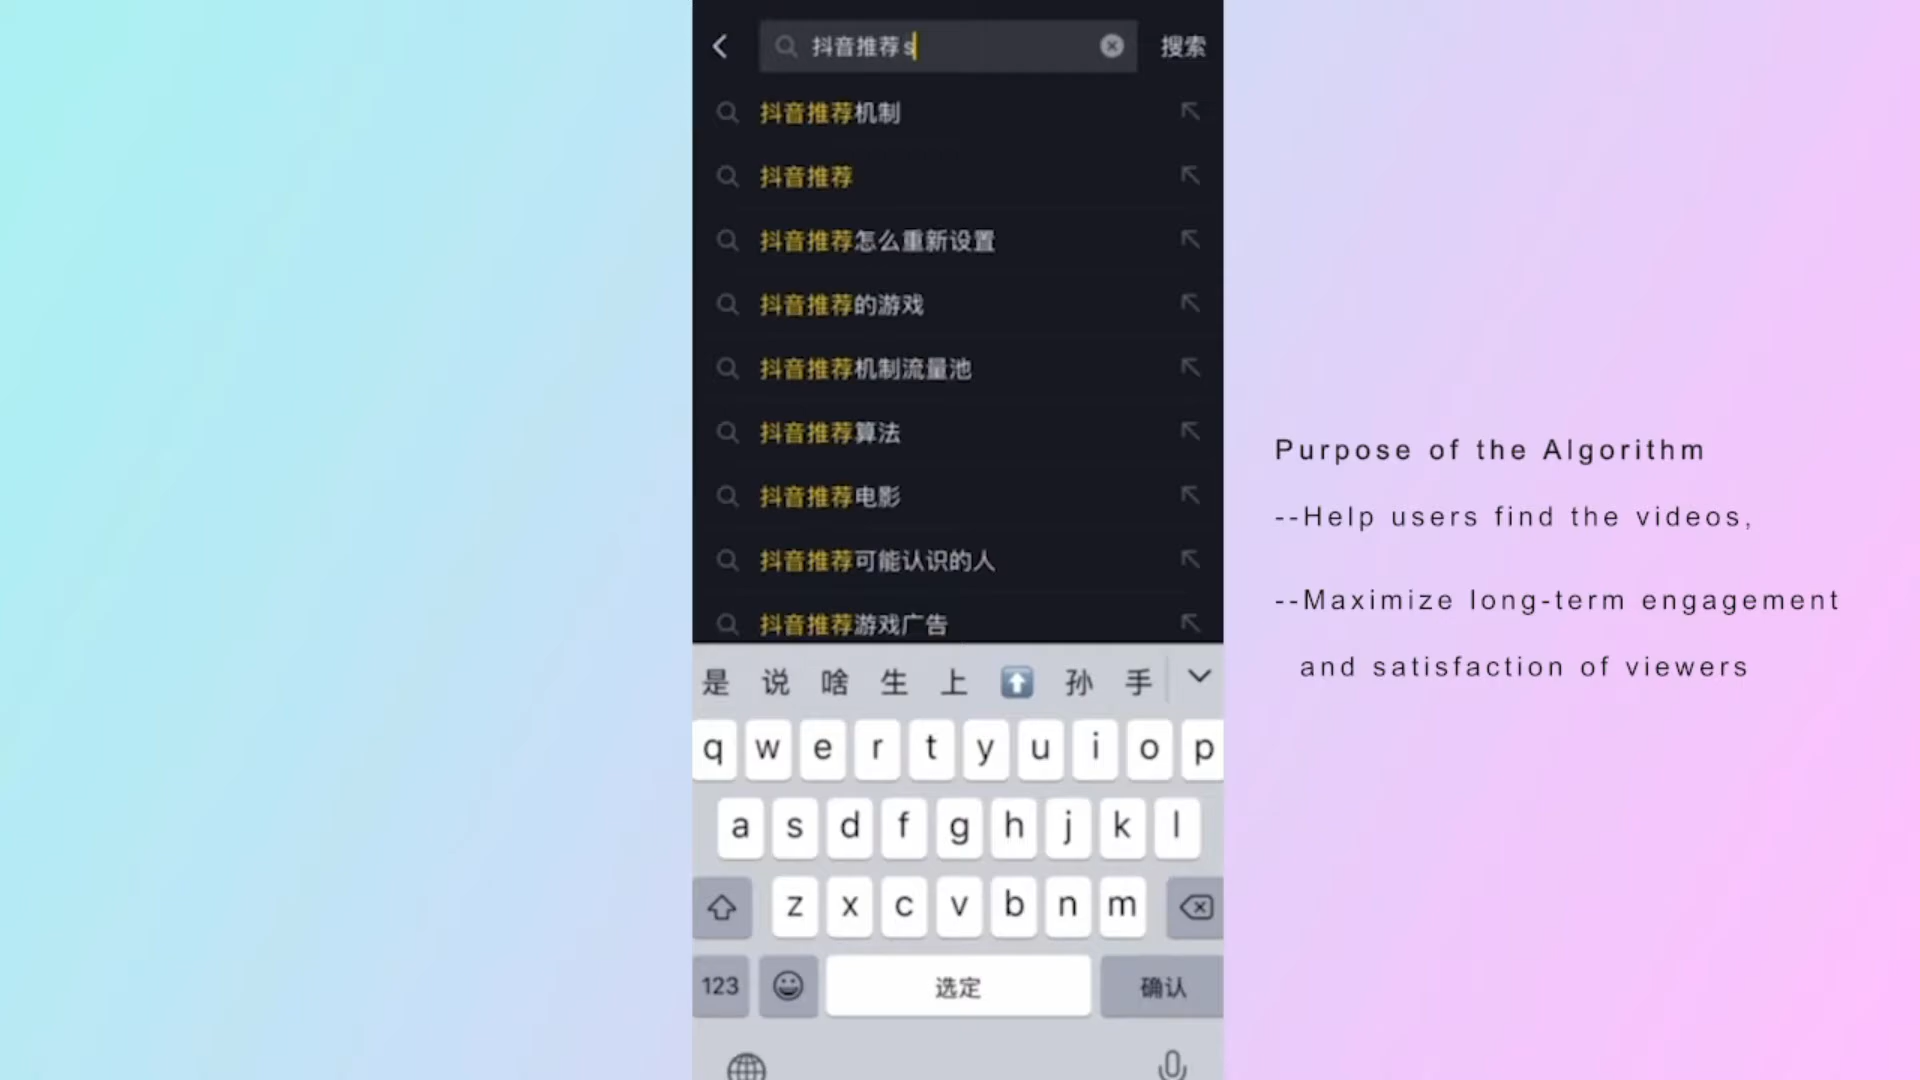 抖音推荐s
搜索
抖音推荐机制
抖音推荐
抖音推荐怎么重新设置
抖音推荐的游戏
抖音推荐机制流量池
抖音推荐算法
抖音推荐电影
抖音推荐可能认识的人
抖音推荐游戏广告
是 说 啥 生 上 孙 手
q w e r t y u i o p
a s d f g h j k l
z x c v b n m
123 选定 确认
Purpose of the Algorithm
--Help users find the videos,
--Maximize long-term engagement
and satisfaction of viewers